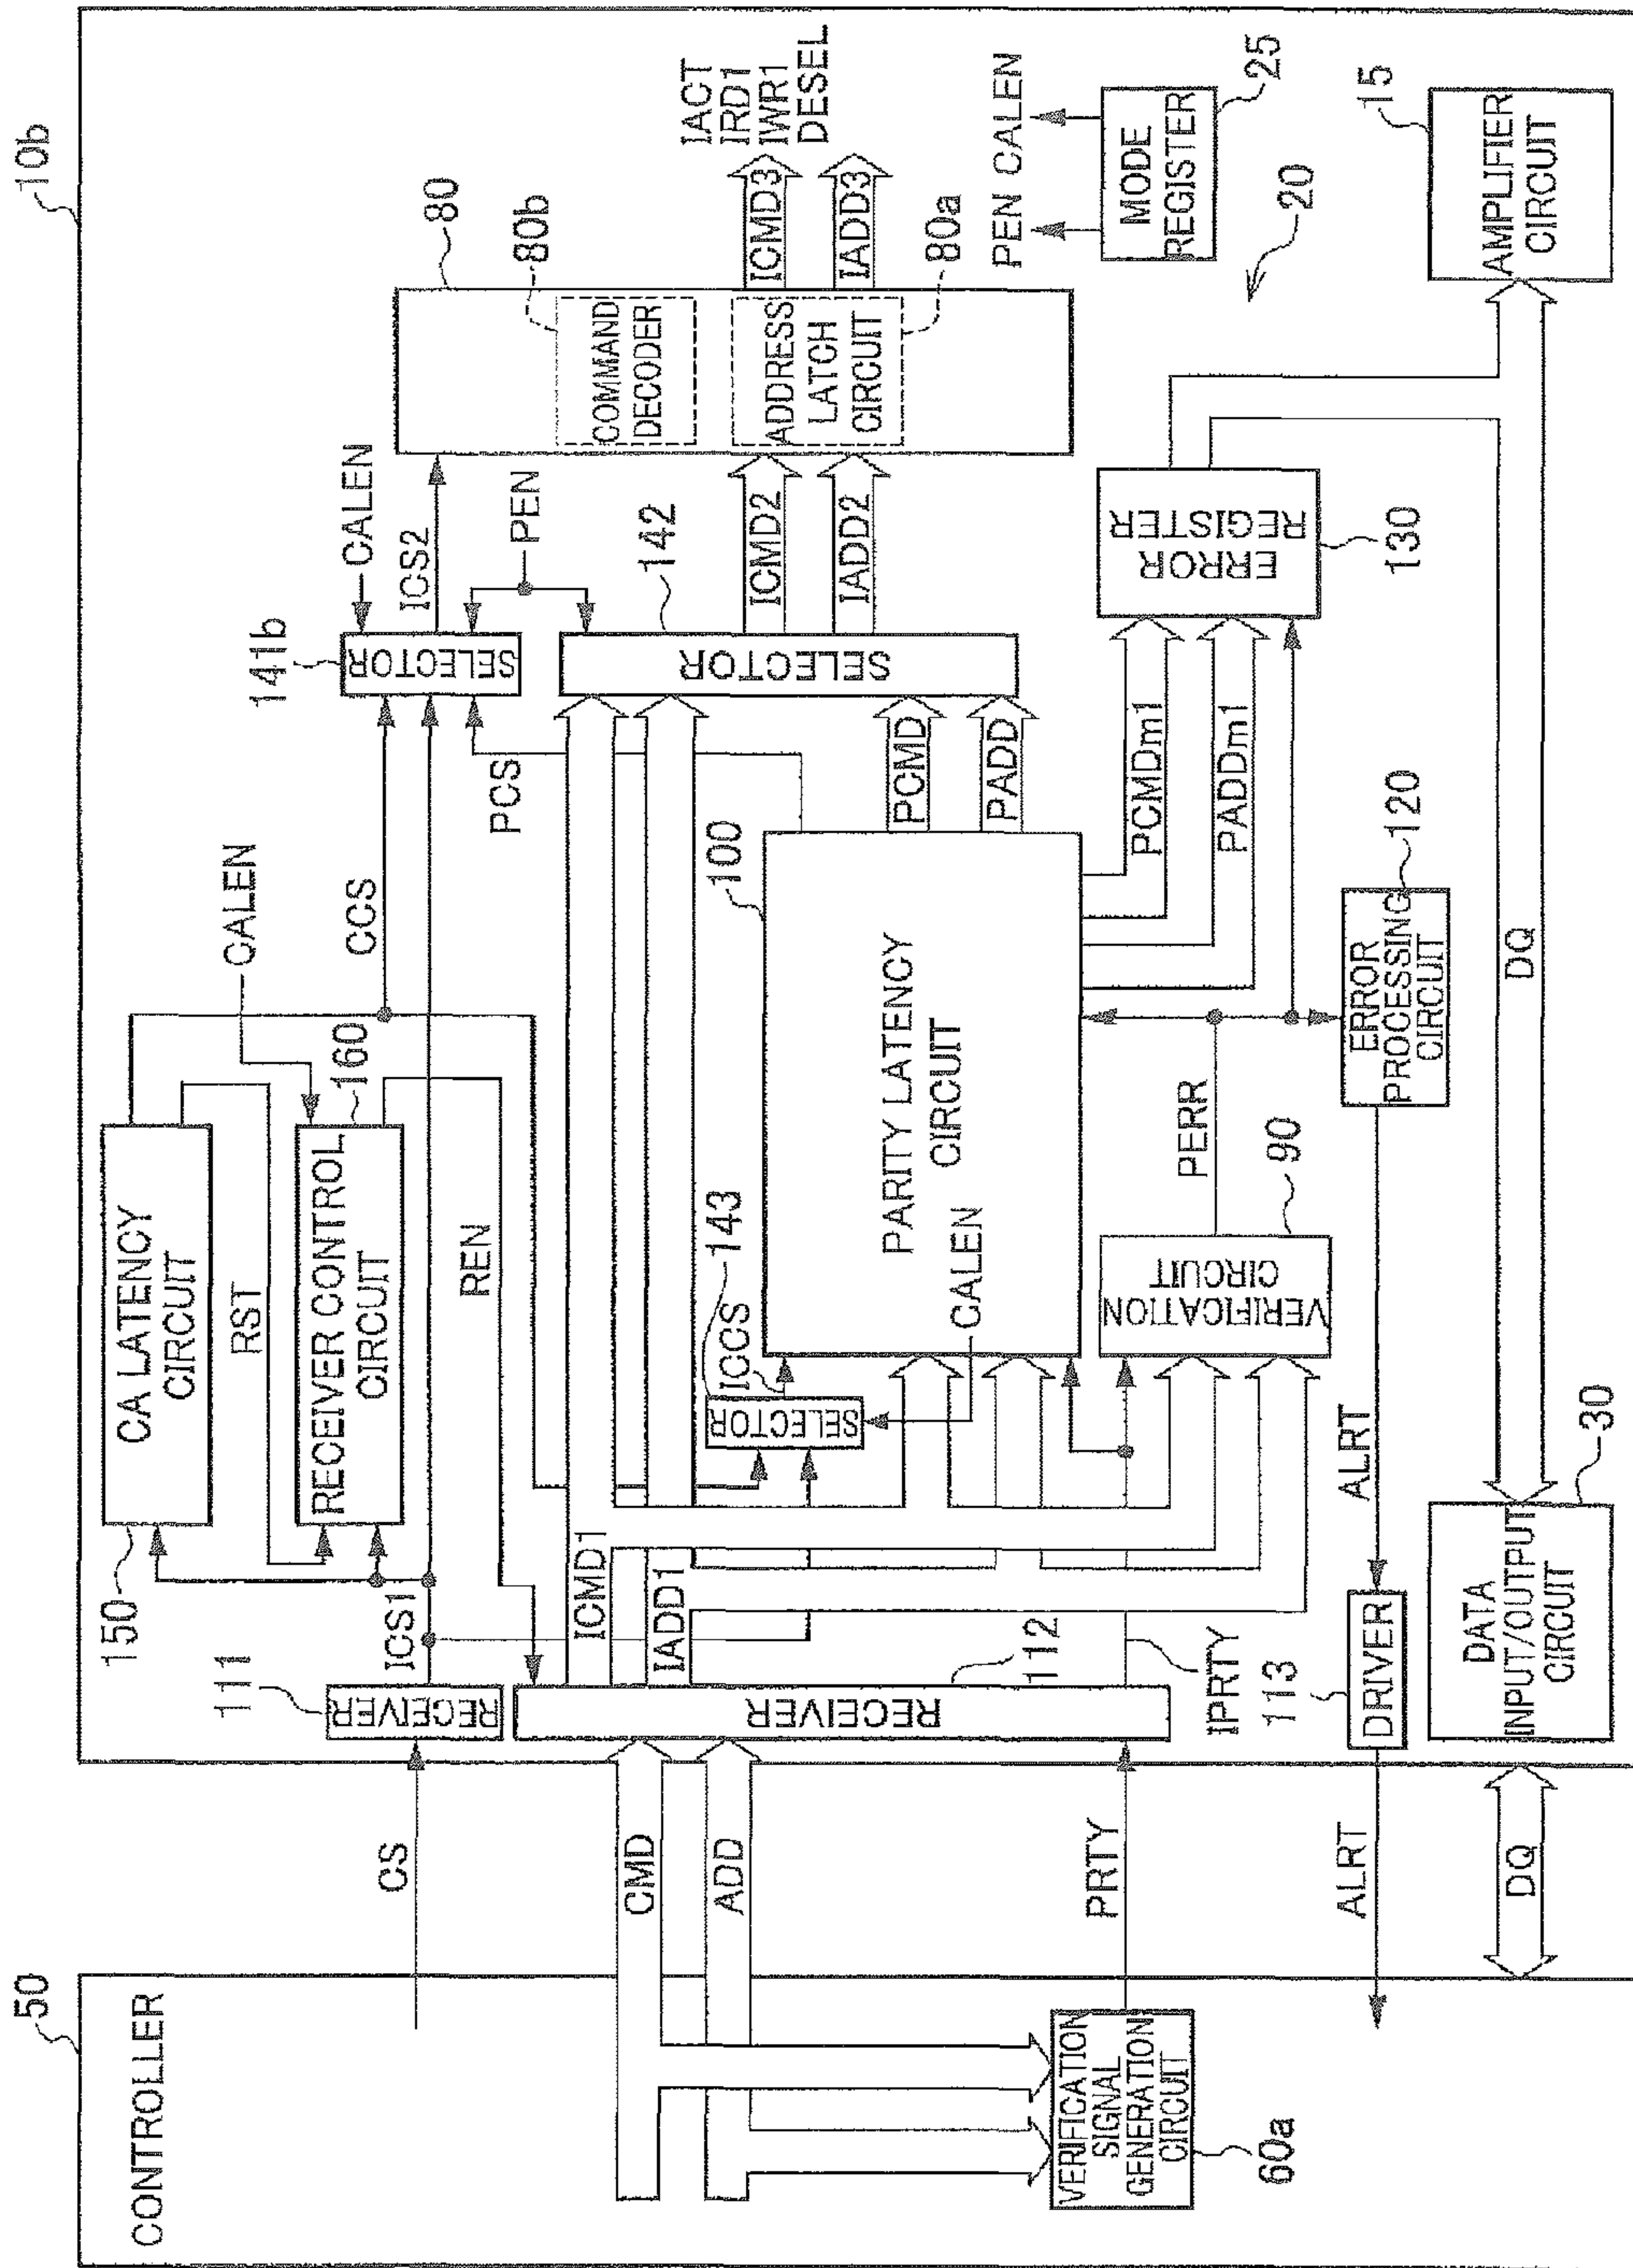 50
CONTROLLER
CS
CMD
ADD
PRTY
ALRT
DQ
VERIFICATION
SIGNAL
GENERATION
CIRCUIT
60a
10b
111
RECEIVER
RECEIVER
112
ICS1
ICMD1
IADD1
IPRTY
113
DRIVER
ALRT
DATA
INPUT/OUTPUT
CIRCUIT
30
150
CA LATENCY
CIRCUIT
RST
RECEIVER CONTROL
CIRCUIT
160
CALEN
REN
CCS
PCS
143
SELECTOR
ICCS
CALEN
100
PARITY LATENCY
CIRCUIT
VERIFICATION
CIRCUIT
90
PERR
ERROR
PROCESSING
CIRCUIT
120
PCMD
PADD
PCMDm1
PADDm1
DQ
141b
SELECTOR
CALEN
ICS2
PEN
SELECTOR
142
ICMD2
IADD2
ERROR
REGISTER
130
80
80b
COMMAND
DECODER
ADDRESS
LATCH
CIRCUIT
80a
ICMD3
IADD3
IACT
IRD1
IWR1
DESEL
PEN CALEN
MODE
REGISTER
25
20
15
AMPLIFIER
CIRCUIT